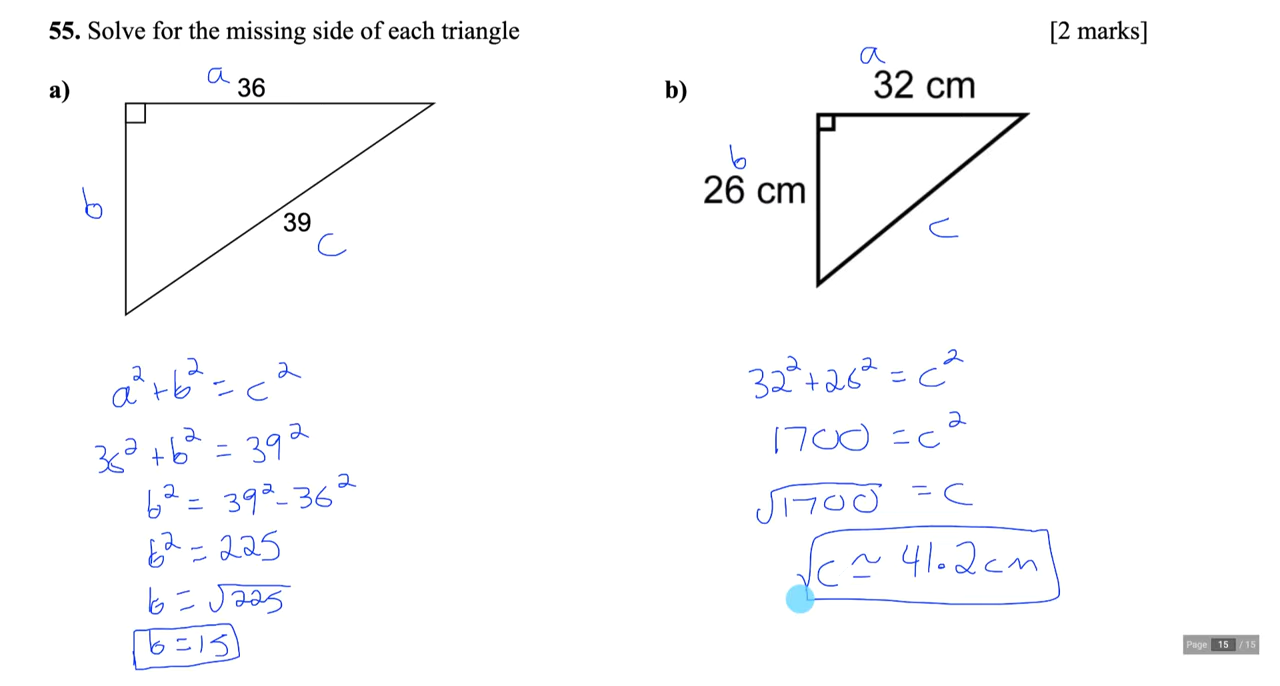 55. Solve for the missing side of each triangle [2 marks]
a)
a 36
b
39
c
a² + b² = c²
36² + b² = 39²
b² = 39² - 36²
b² = 225
b = √225
b = 15
b)
a
32 cm
b
26 cm
c
32² + 26² = c²
1700 = c²
√1700 = c
c ≃ 41.2 cm
Page 15 / 15